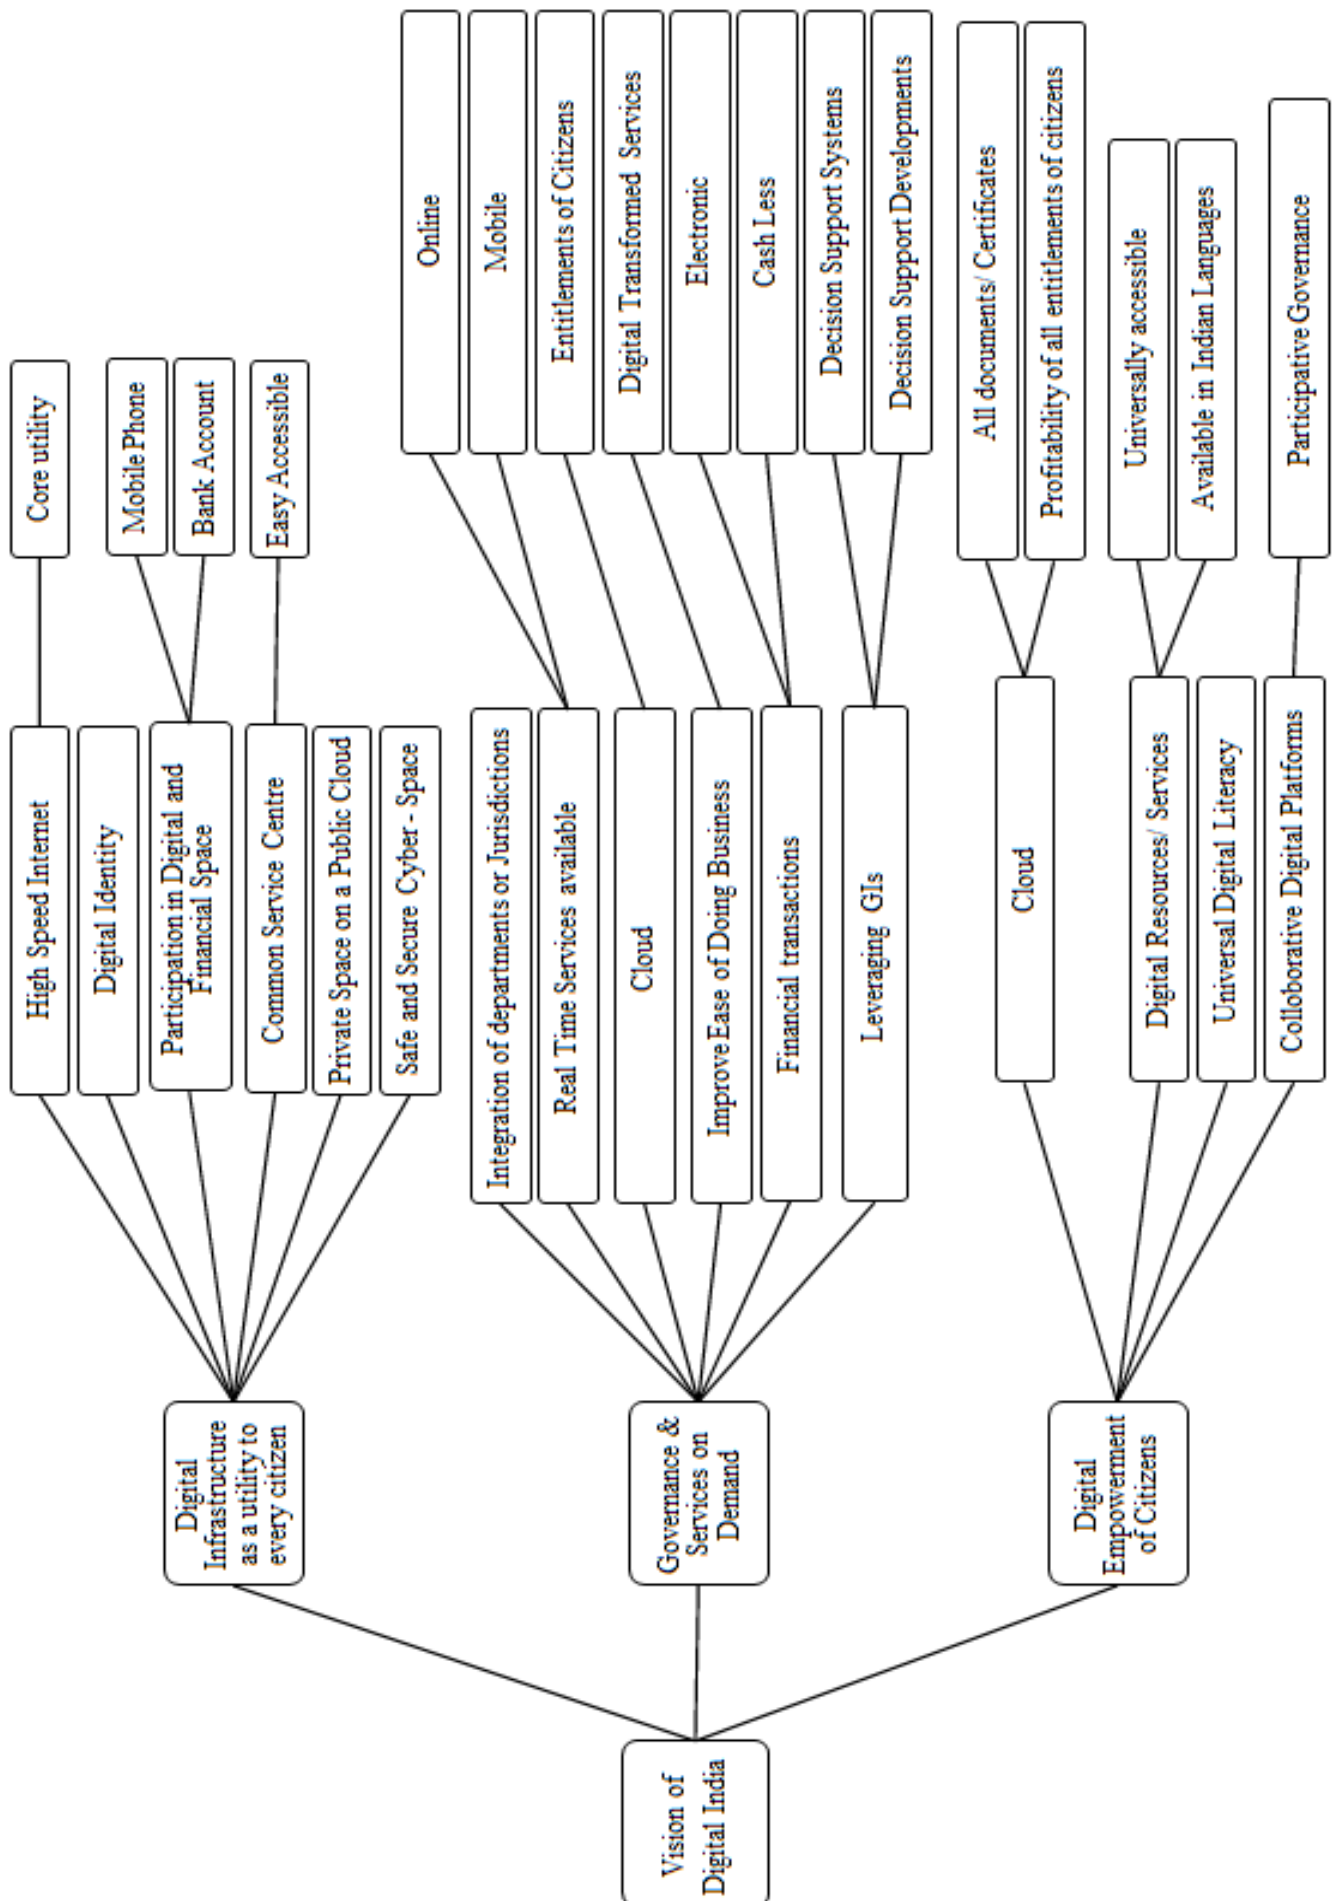 Vision of
Digital India
Digital
Infrastructure
as a utility to
every citizen
High Speed Internet
Core utility
Digital Identity
Participation in Digital and
Financial Space
Mobile Phone
Bank Account
Common Service Centre
Easy Accessible
Private Space on a Public Cloud
Safe and Secure Cyber - Space
Governance &
Services on
Demand
Integration of departments or Jurisdictions
Real Time Services available
Online
Mobile
Cloud
Entitlements of Citizens
Improve Ease of Doing Business
Digital Transformed Services
Financial transactions
Electronic
Cash Less
Leveraging GIs
Decision Support Systems
Decision Support Developments
Digital
Empowerment
of Citizens
Cloud
All documents/ Certificates
Profitability of all entitlements of citizens
Digital Resources/ Services
Universally accessible
Available in Indian Languages
Universal Digital Literacy
Colloborative Digital Platforms
Participative Governance